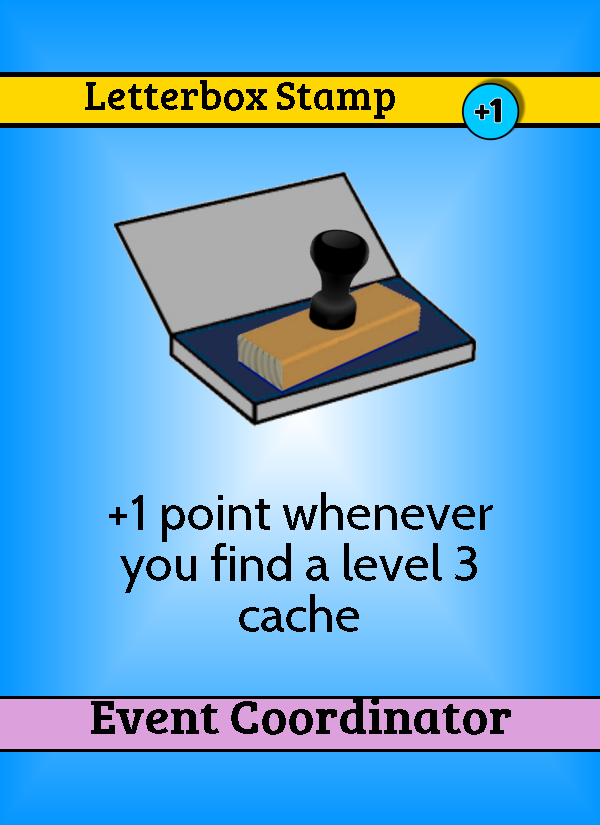 Letterbox Stamp
+1
+1 point whenever
you find a level 3
cache
Event Coordinator